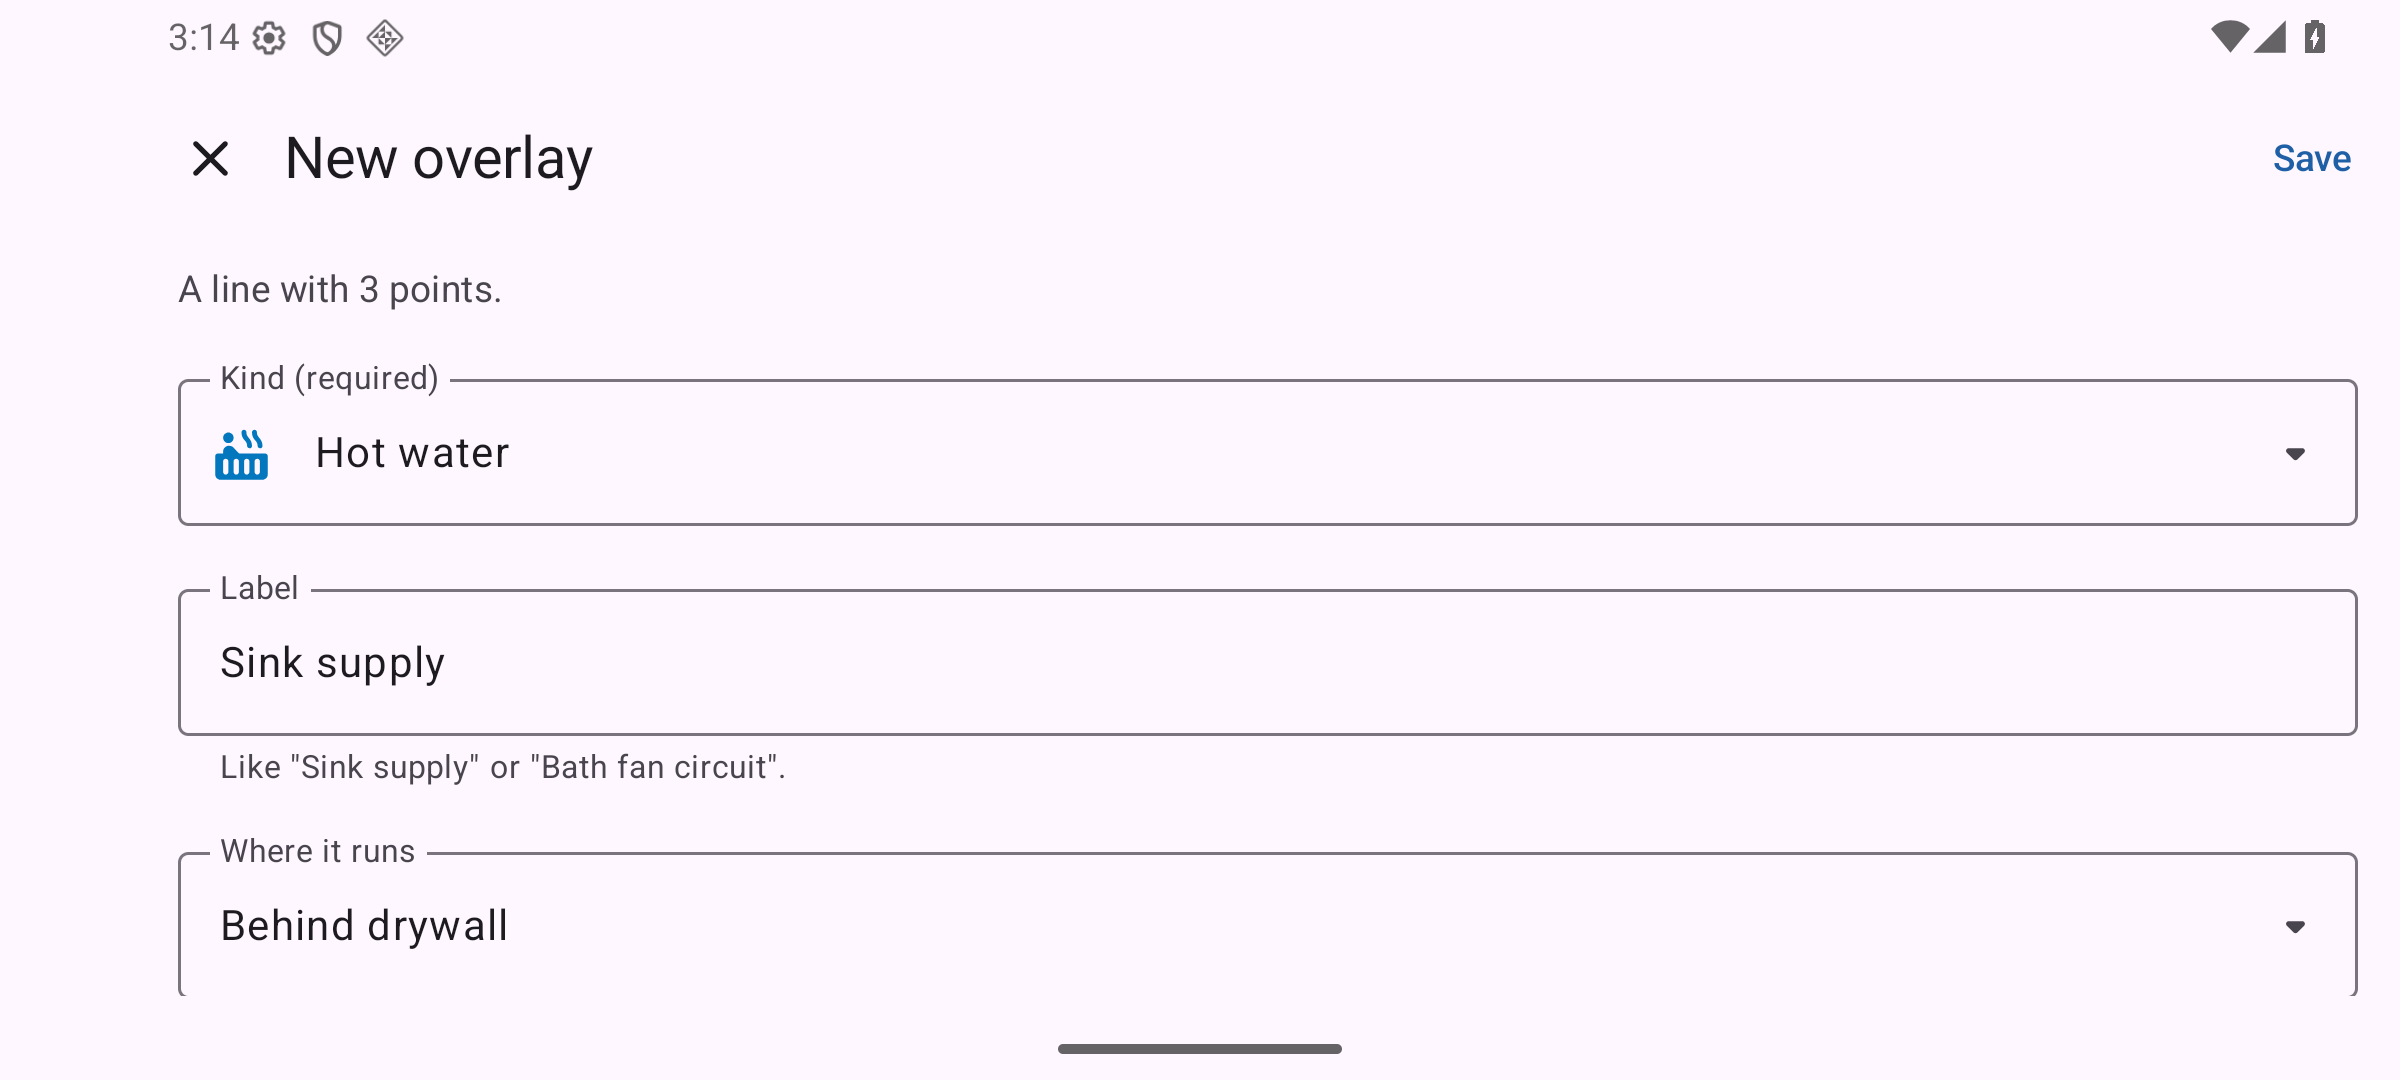 3:14
New overlay
Save
A line with 3 points.
Kind (required)
Hot water
Label
Sink supply
Like "Sink supply" or "Bath fan circuit".
Where it runs
Behind drywall